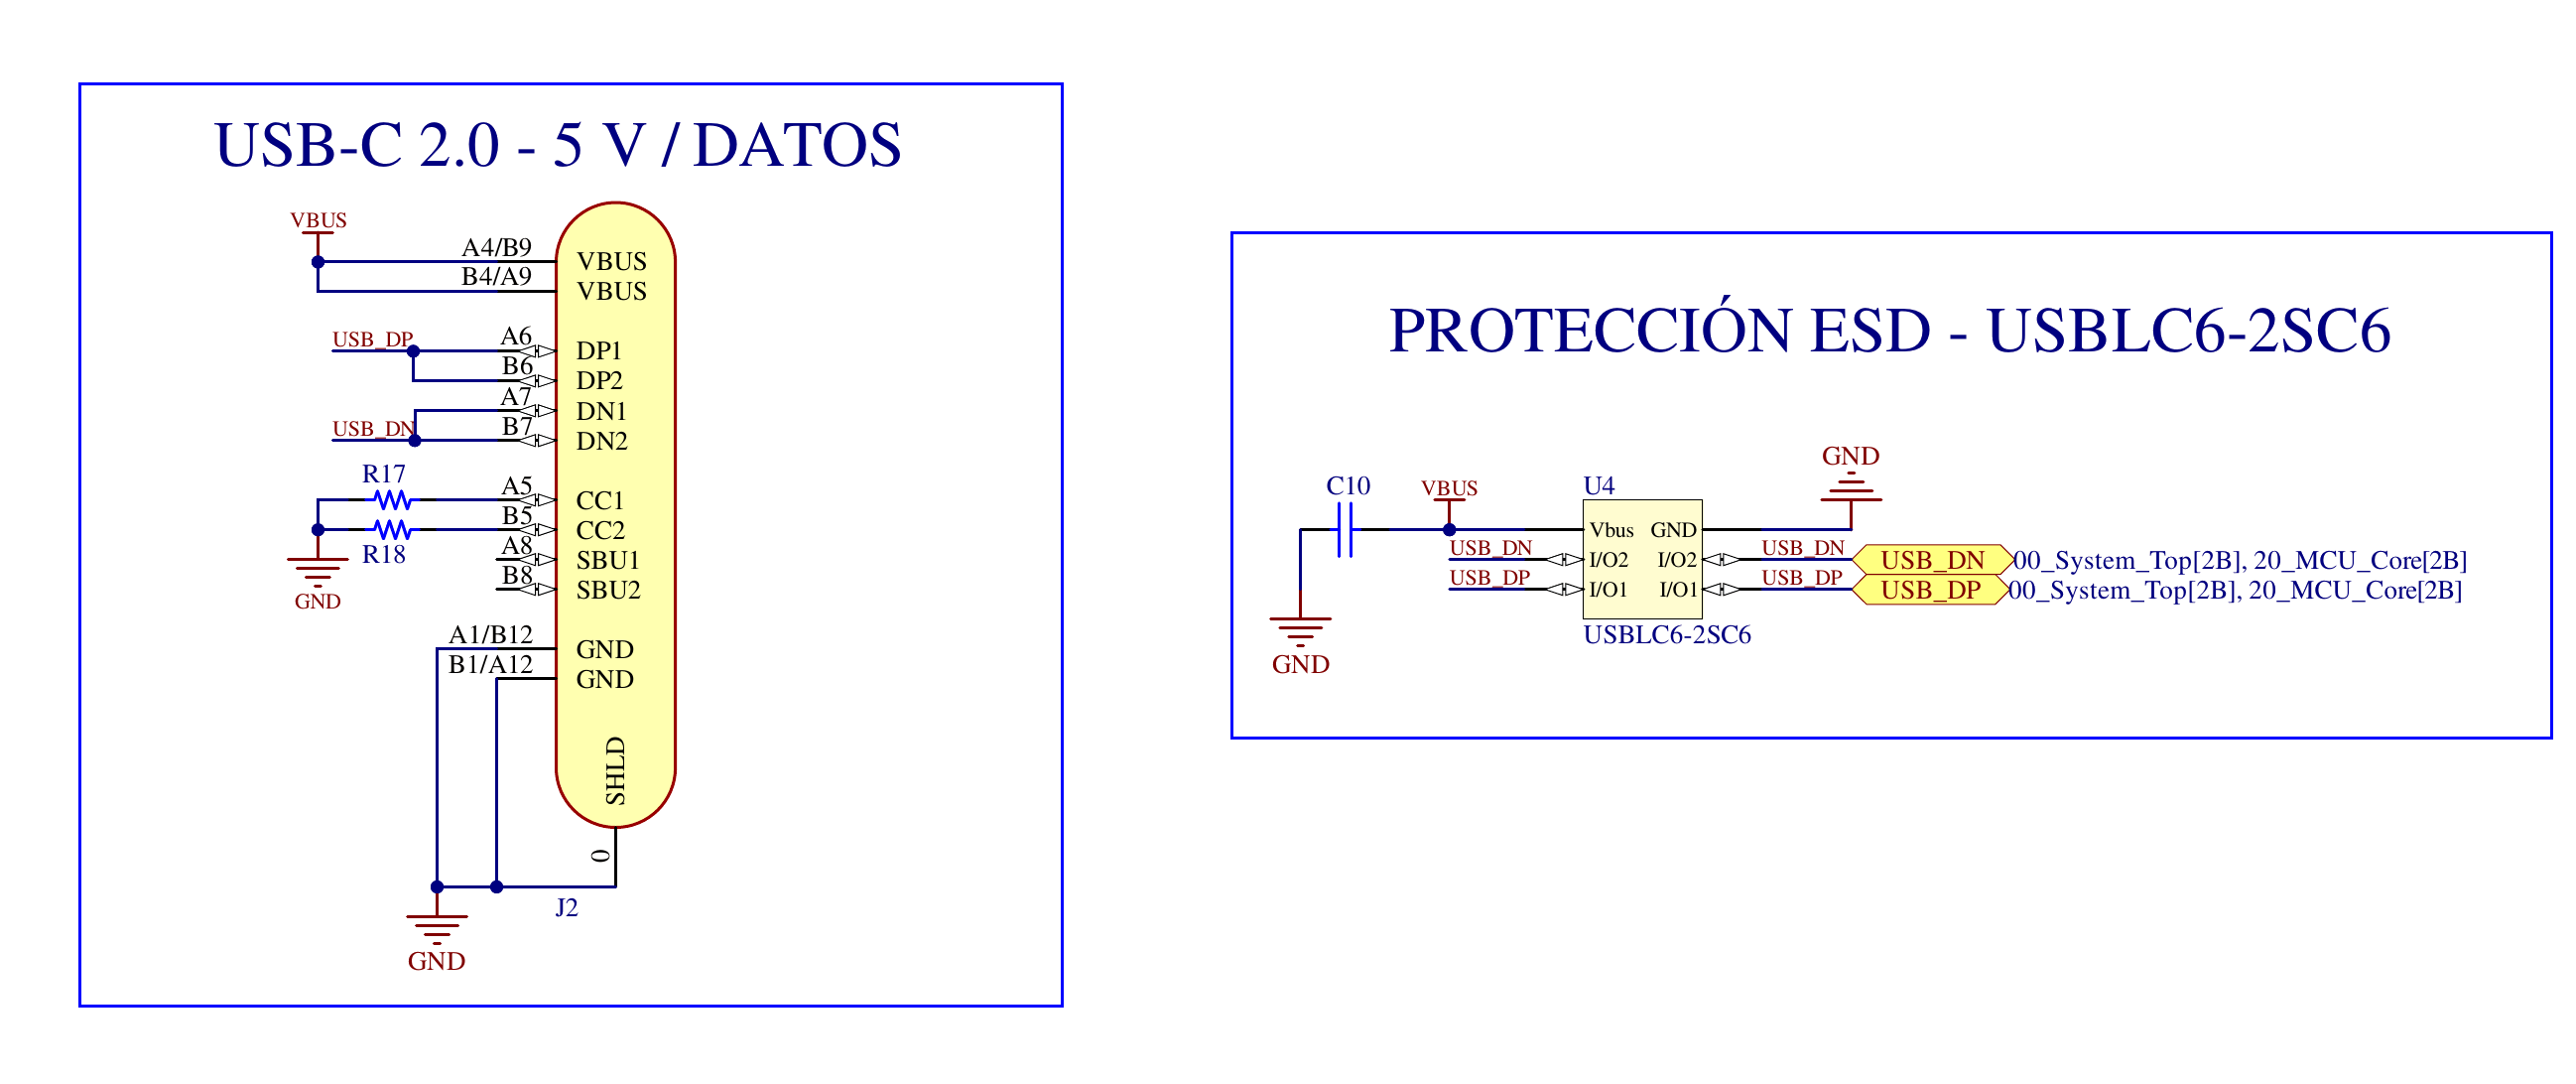 USB-C 2.0 - 5 V / DATOS
VBUS
A4/B9
VBUS
B4/A9
VBUS
USB_DP
A6
DP1
B6
DP2
A7
DN1
USB_DN
B7
DN2
R17
A5
CC1
B5
CC2
R18
A8
SBU1
B8
SBU2
GND
A1/B12
GND
B1/A12
GND
SHLD
0
J2
GND
PROTECCIÓN ESD - USBLC6-2SC6
GND
C10
VBUS
U4
Vbus GND
USB_DN
I/O2 I/O2
USB_DN
USB_DN 00_System_Top[2B], 20_MCU_Core[2B]
USB_DP
I/O1 I/O1
USB_DP
USB_DP 00_System_Top[2B], 20_MCU_Core[2B]
USBLC6-2SC6
GND